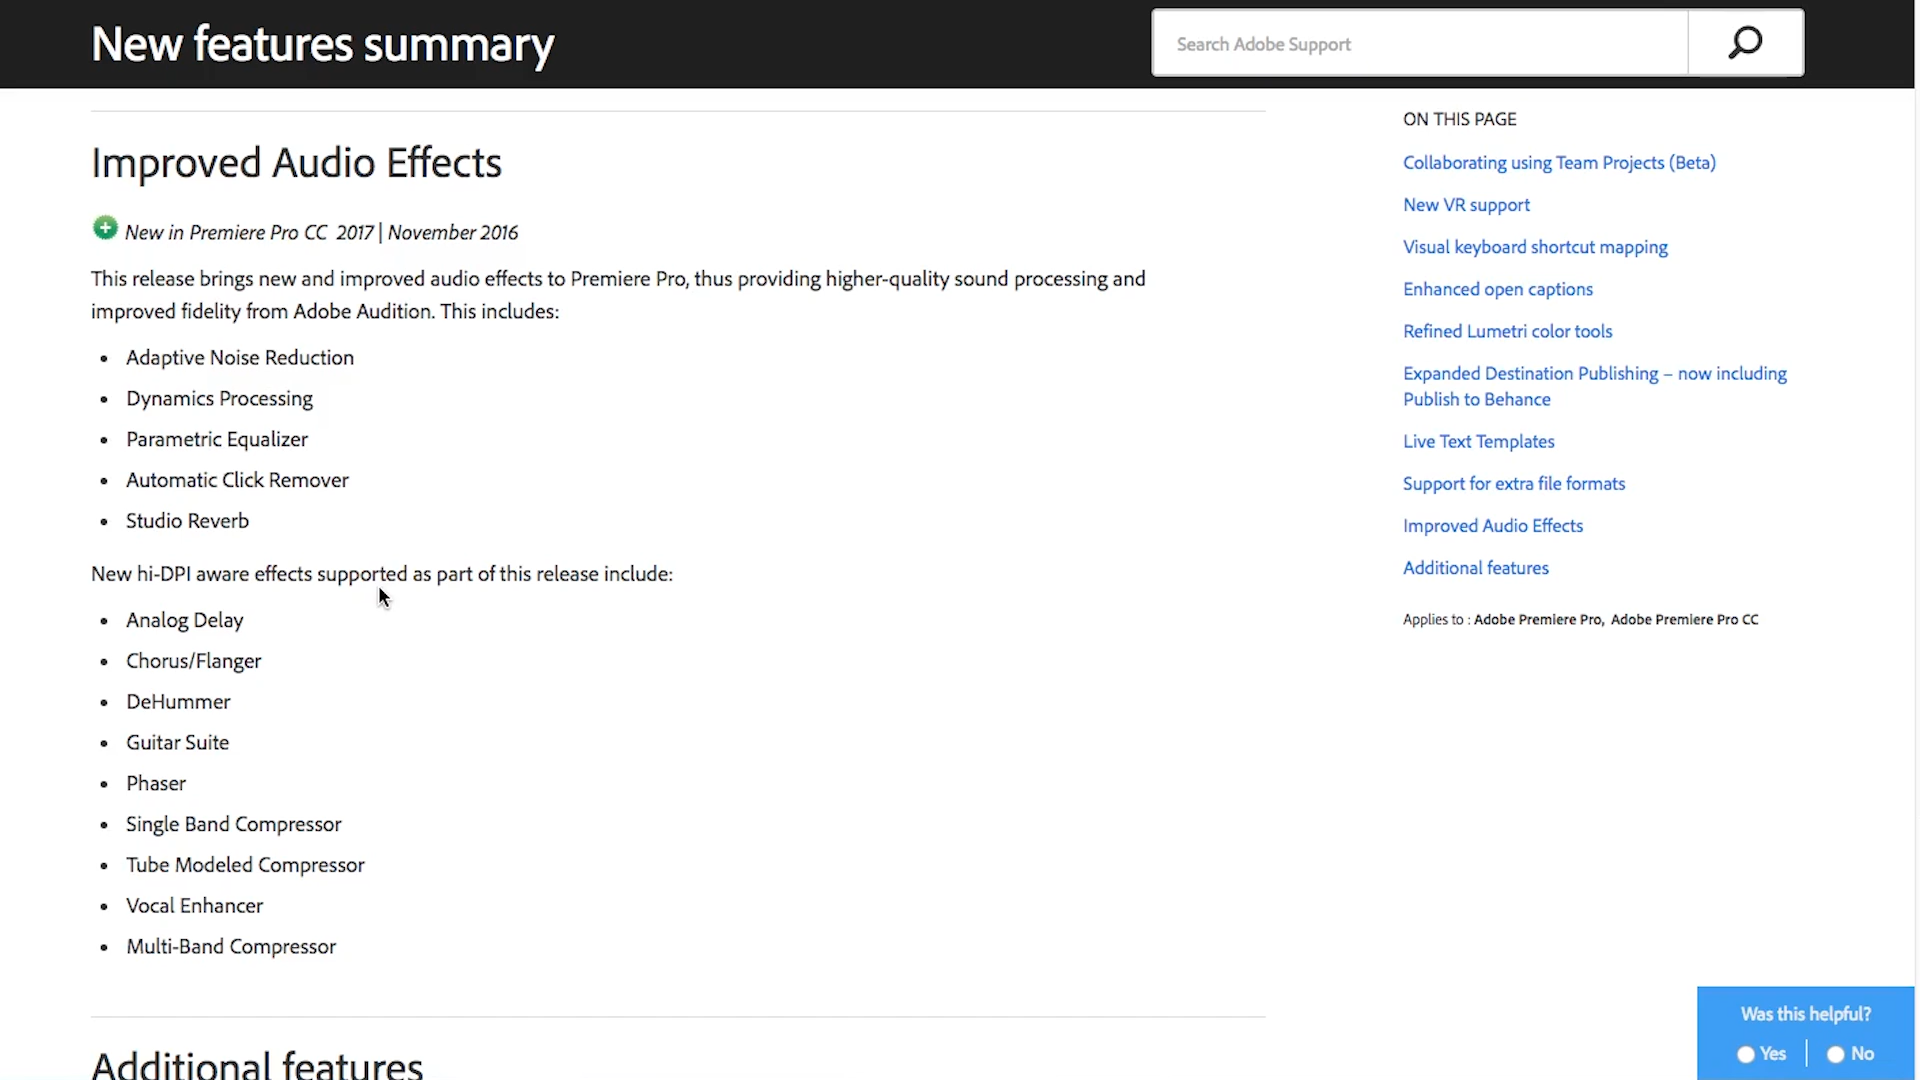 New features summary
Search Adobe Support
Improved Audio Effects
New in Premiere Pro CC 2017 | November 2016
This release brings new and improved audio effects to Premiere Pro, thus providing higher-quality sound processing and
improved fidelity from Adobe Audition. This includes:
Adaptive Noise Reduction
Dynamics Processing
Parametric Equalizer
Automatic Click Remover
Studio Reverb
New hi-DPI aware effects supported as part of this release include:
Analog Delay
Chorus/Flanger
DeHummer
Guitar Suite
Phaser
Single Band Compressor
Tube Modeled Compressor
Vocal Enhancer
Multi-Band Compressor
Additional features
ON THIS PAGE
Collaborating using Team Projects (Beta)
New VR support
Visual keyboard shortcut mapping
Enhanced open captions
Refined Lumetri color tools
Expanded Destination Publishing – now including
Publish to Behance
Live Text Templates
Support for extra file formats
Improved Audio Effects
Additional features
Applies to : Adobe Premiere Pro, Adobe Premiere Pro CC
Was this helpful?
Yes | No